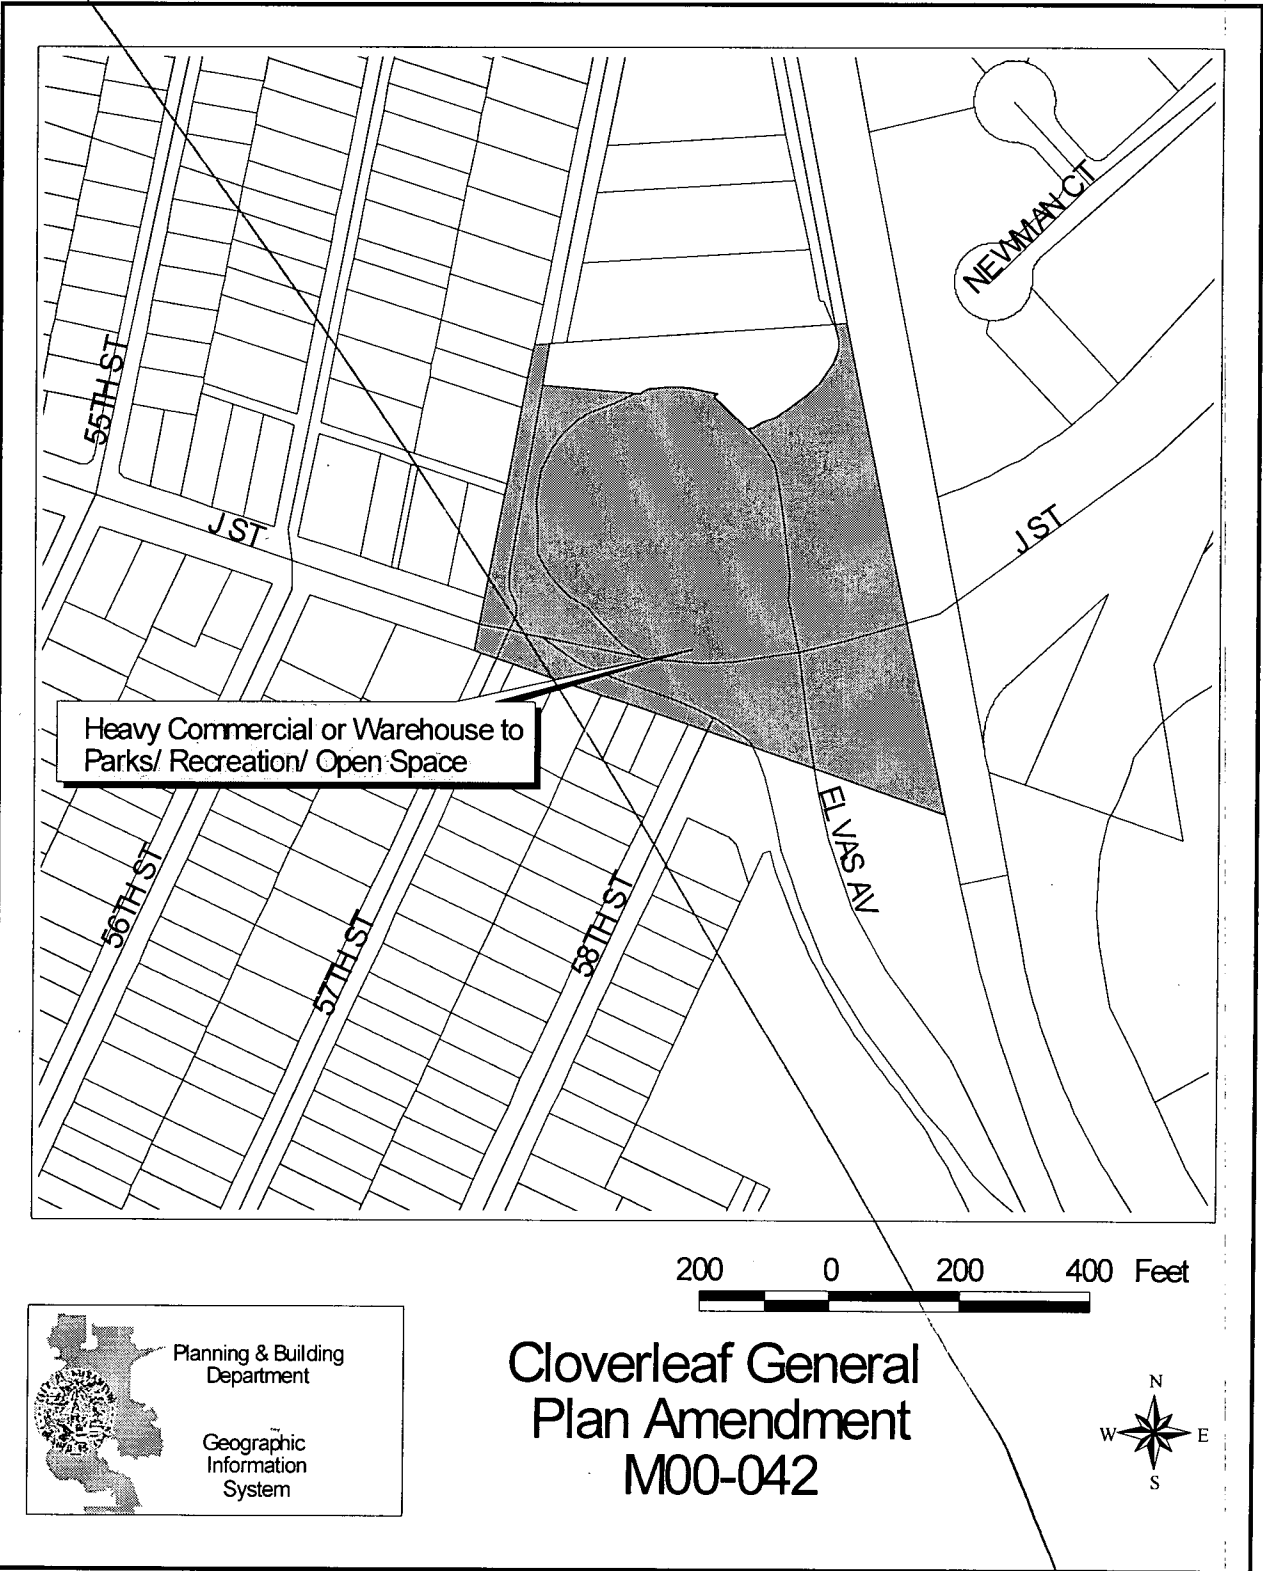 NEWMAN CT
55TH ST
J ST
J ST
Heavy Commercial or Warehouse to
Parks/ Recreation/ Open Space
ELVAS AV
56TH ST
57TH ST
58TH ST
200 0 200 400 Feet
Planning & Building
Department
Geographic
Information
System
Cloverleaf General
Plan Amendment
M00-042
N
W E
S